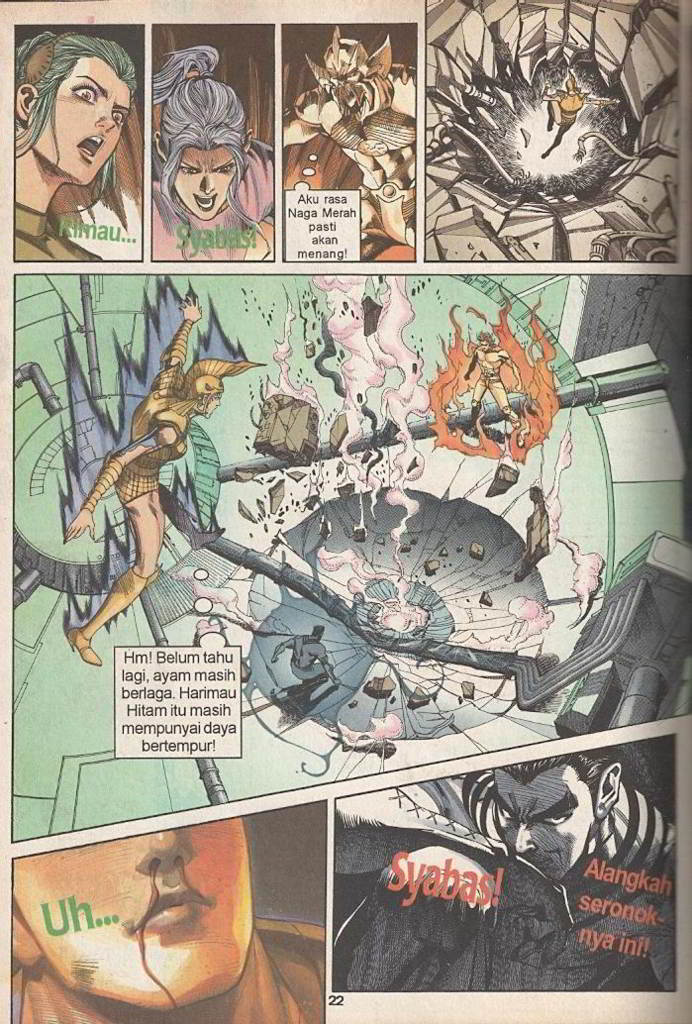 Rimau...
Syabas!
Aku rasa
Naga Merah
pasti
akan
menang!
Hm! Belum tahu
lagi, ayam masih
berlaga. Harimau
Hitam itu masih
mempunyai daya
bertempur!
Uh...
Syabas!
Alangkah
seronok-
nya ini!
22